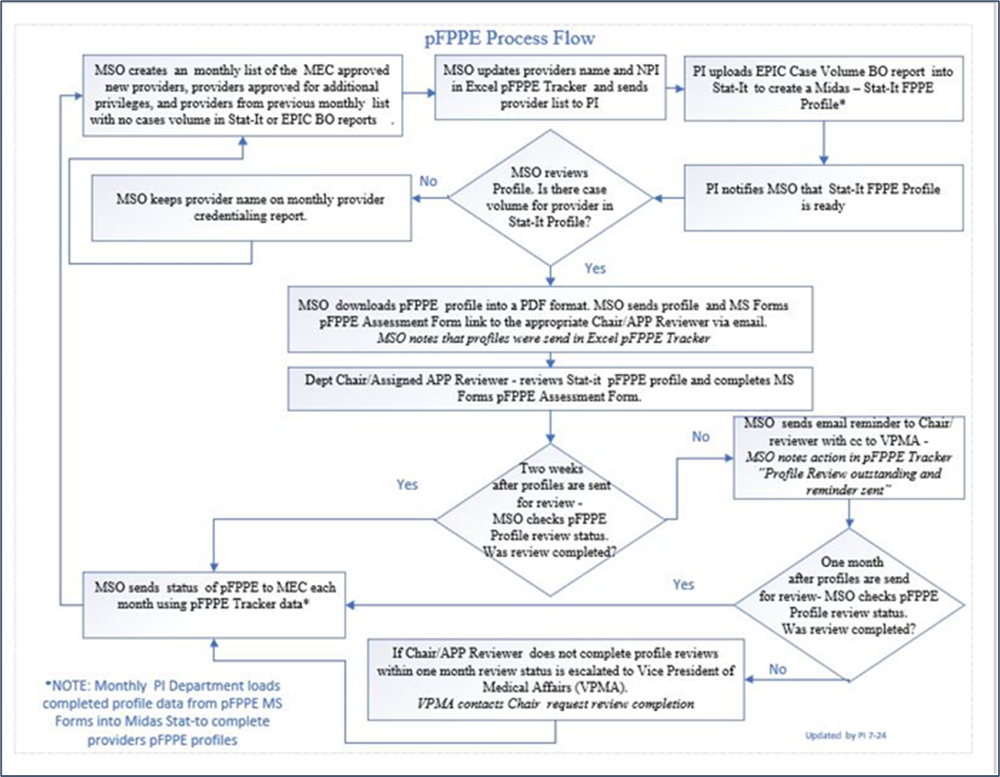 pFPPE Process Flow
MSO creates an monthly list of the MEC approved
new providers, providers approved for additional
privileges, and providers from previous monthly list
with no cases volume in Stat-It or EPIC BO reports .
MSO updates providers name and NPI
in Excel pFPPE Tracker and sends
provider list to PI
PI uploads EPIC Case Volume BO report into
Stat-It to create a Midas – Stat-It FPPE
Profile*
PI notifies MSO that Stat-It FPPE Profile
is ready
MSO reviews
Profile. Is there case
volume for provider in
Stat-It Profile?
No
MSO keeps provider name on monthly provider
credentialing report.
Yes
MSO downloads pFPPE profile into a PDF format. MSO sends profile and MS Forms
pFPPE Assessment Form link to the appropriate Chair/APP Reviewer via email.
MSO notes that profiles were send in Excel pFPPE Tracker
Dept Chair/Assigned APP Reviewer - reviews Stat-it pFPPE profile and completes MS
Forms pFPPE Assessment Form.
Two weeks
after profiles are sent
for review -
MSO checks pFPPE
Profile review status.
Was review completed?
Yes
No
MSO sends email reminder to Chair/
reviewer with cc to VPMA -
MSO notes action in pFPPE Tracker
"Profile Review outstanding and
reminder sent"
One month
after profiles are send
for review- MSO checks pFPPE
Profile review status.
Was review completed?
Yes
No
MSO sends status of pFPPE to MEC each
month using pFPPE Tracker data*
If Chair/APP Reviewer does not complete profile reviews
within one month review status is escalated to Vice President of
Medical Affairs (VPMA).
VPMA contacts Chair request review completion
*NOTE: Monthly PI Department loads
completed profile data from pFPPE MS
Forms into Midas Stat-to complete
providers pFPPE profiles
Updated by PI 7-24